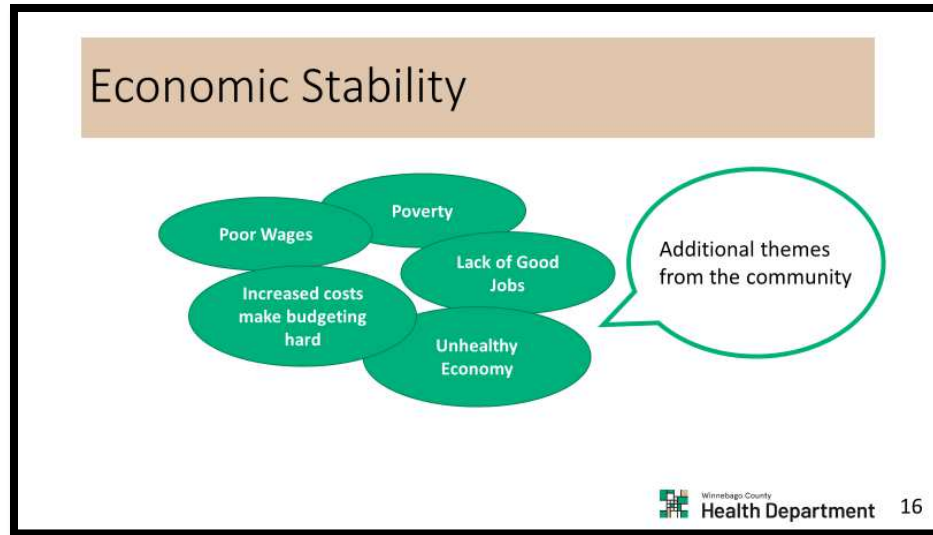 Economic Stability
Poverty
Poor Wages
Lack of Good
Jobs
Increased costs
make budgeting
hard
Unhealthy
Economy
Additional themes
from the community
Winnebago County
Health Department
16